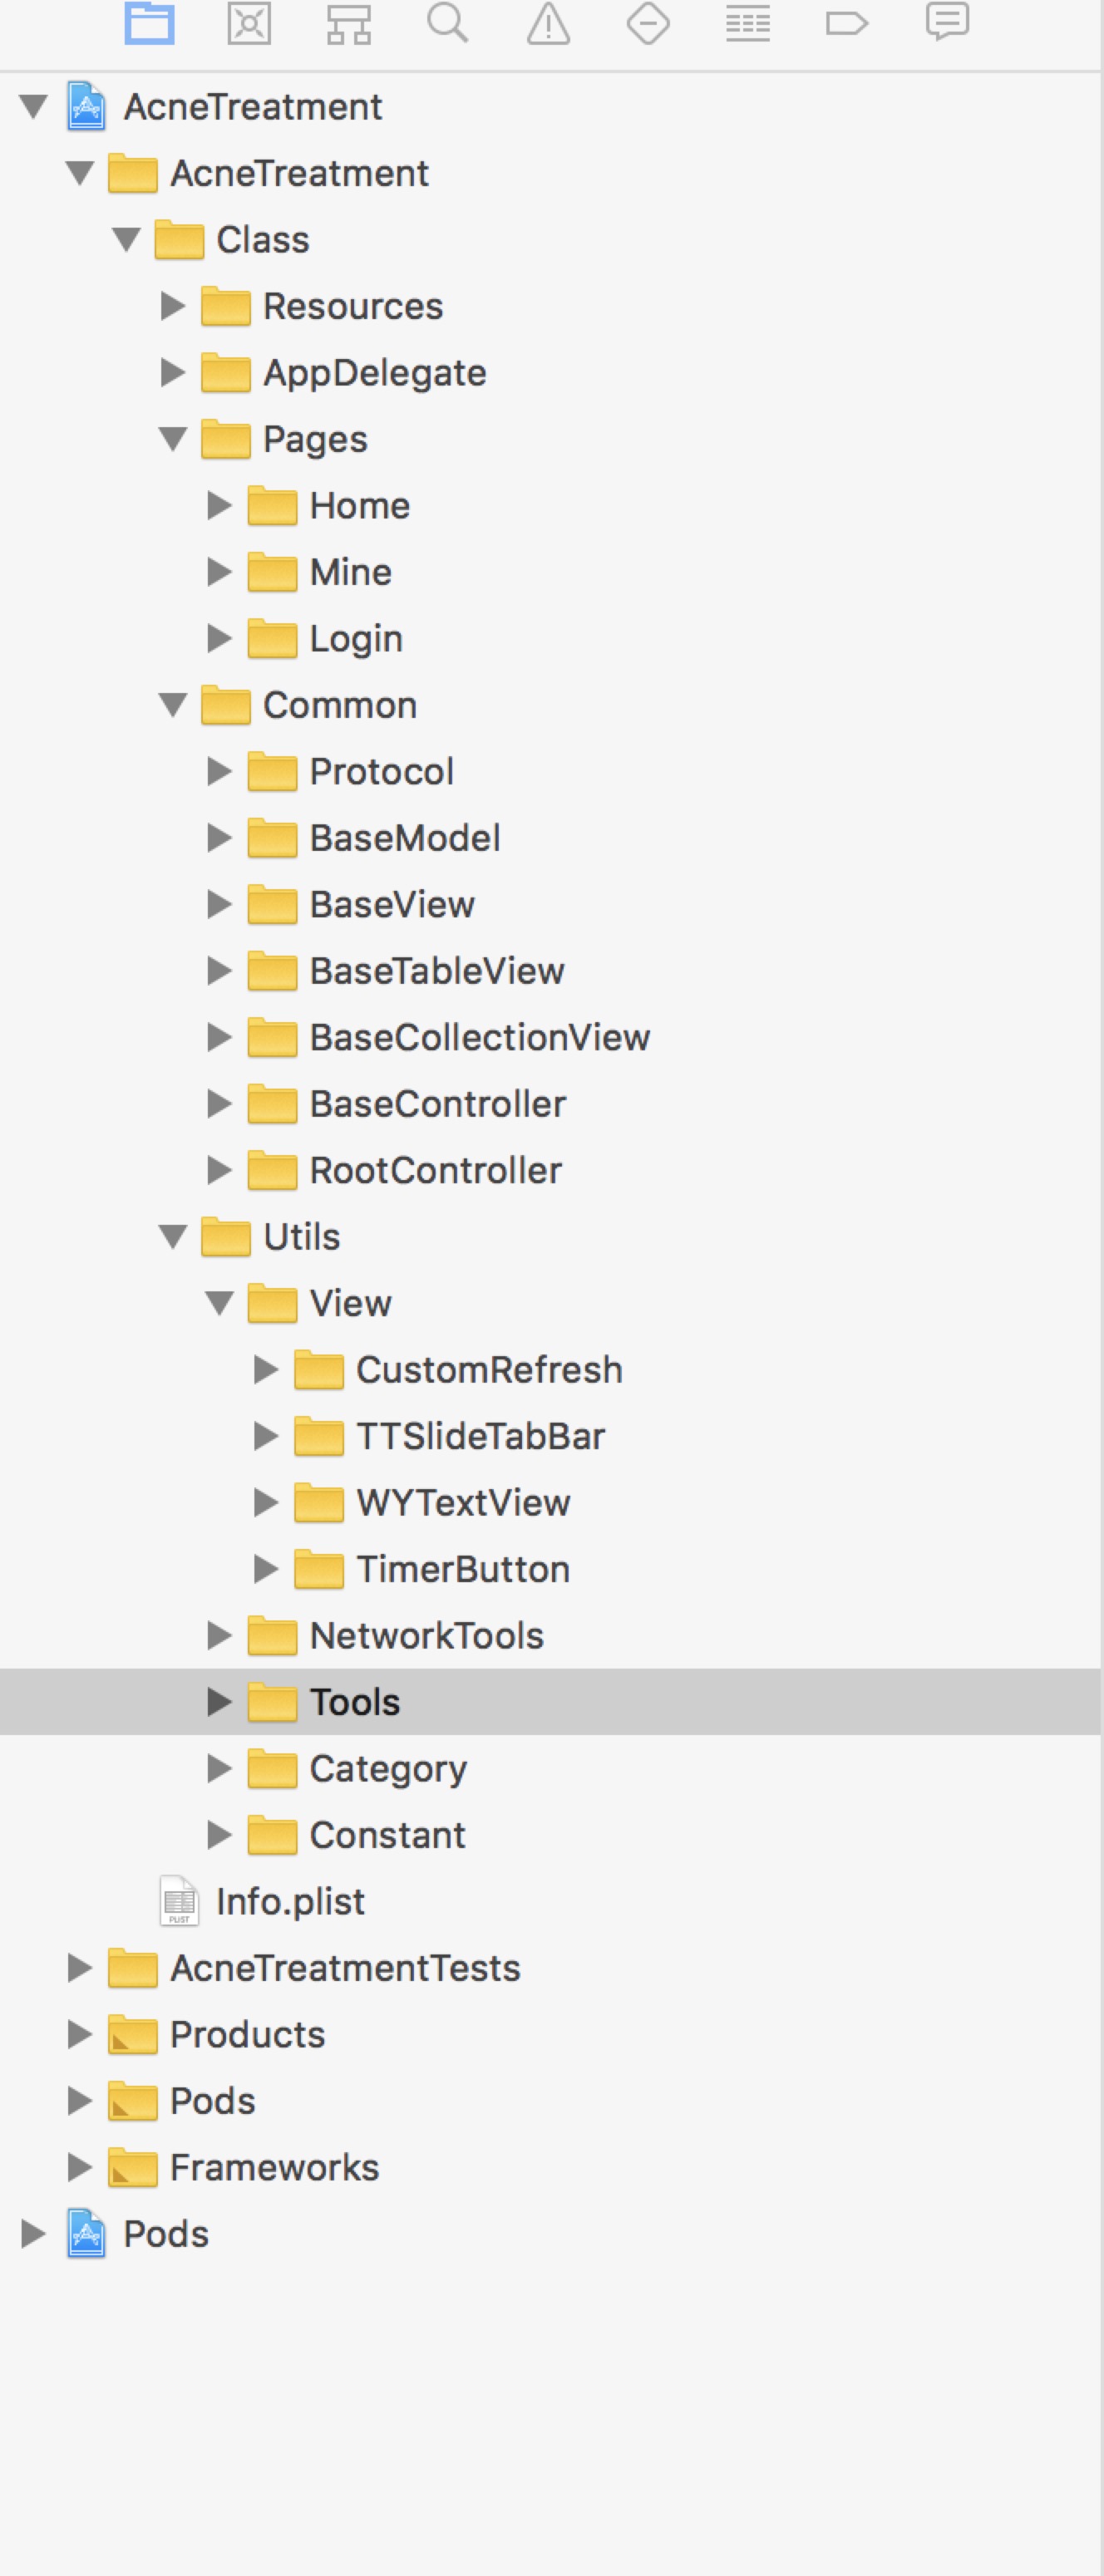 AcneTreatment
AcneTreatment
Class
Resources
AppDelegate
Pages
Home
Mine
Login
Common
Protocol
BaseModel
BaseView
BaseTableView
BaseCollectionView
BaseController
RootController
Utils
View
CustomRefresh
TTSlideTabBar
WYTextView
TimerButton
NetworkTools
Tools
Category
Constant
PLIST Info.plist
AcneTreatmentTests
Products
Pods
Frameworks
Pods